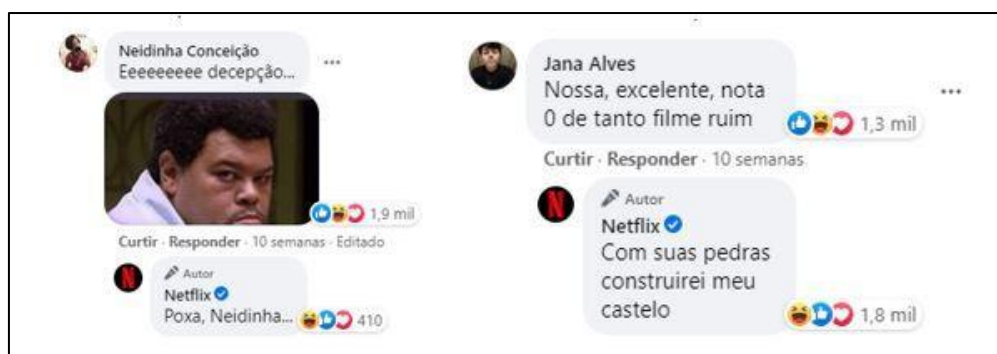 Neidinha Conceição
Eeeeeeeee decepção...
1,9 mil
Curtir · Responder · 10 semanas · Editado
Autor
Netflix
Poxa, Neidinha...
410
Jana Alves
Nossa, excelente, nota
0 de tanto filme ruim
1,3 mil
Curtir · Responder · 10 semanas
Autor
Netflix
Com suas pedras
construirei meu
castelo
1,8 mil